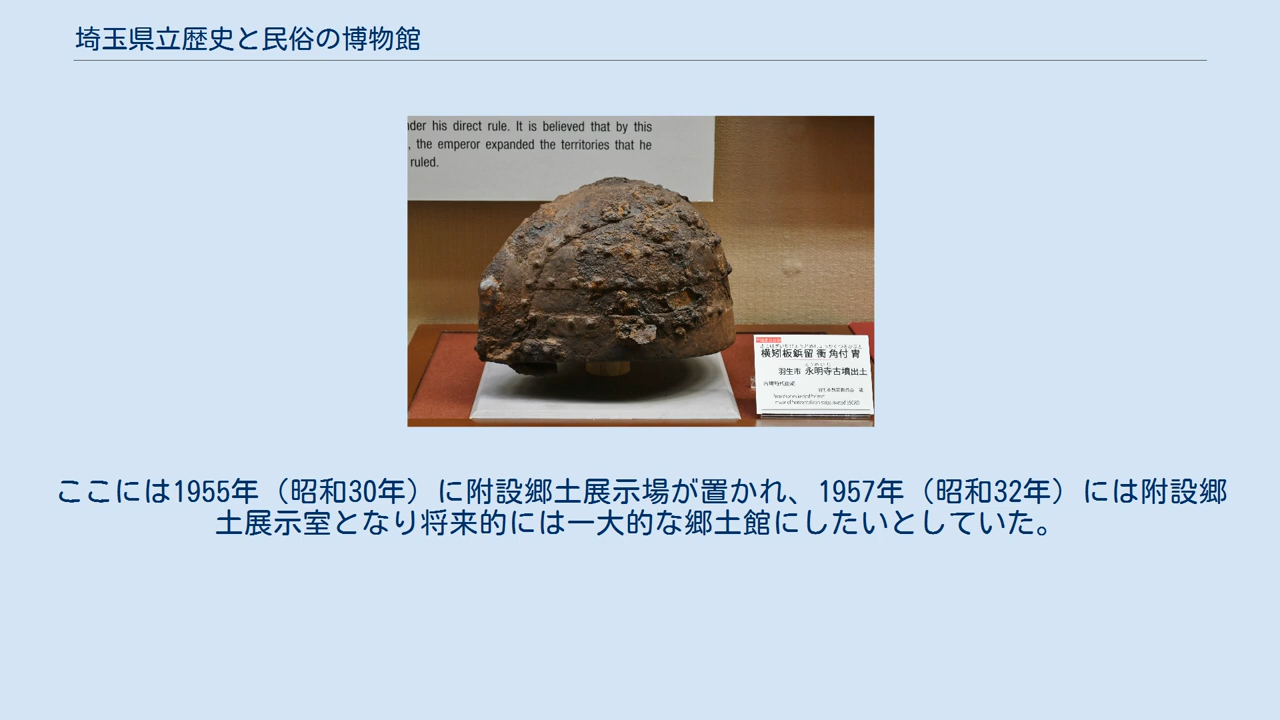 埼玉県立歴史と民俗の博物館
nder his direct rule. It is believed that by this
, the emperor expanded the territories that he
ruled.
横矧板鋲留 衝 角付 冑
羽生市 永明寺古墳出土
ここには1955年（昭和30年）に附設郷土展示場が置かれ、1957年（昭和32年）には附設郷
土展示室となり将来的には一大的な郷土館にしたいとしていた。